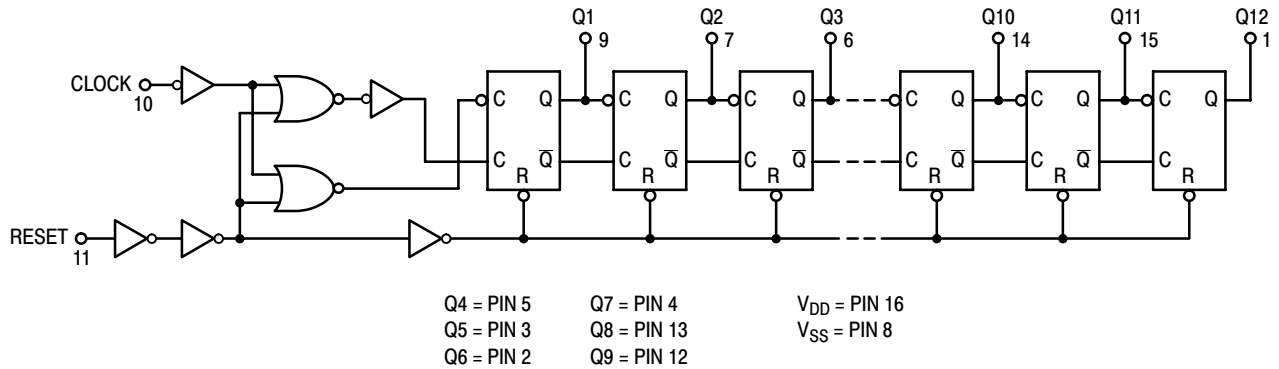 Q1 Q2 Q3 Q10 Q11 Q12
9 7 6 14 15 1
CLOCK
10
C Q C Q C Q C Q C Q C Q
C Q̅ C Q̅ C Q̅ C Q̅ C Q̅ C
R R R R R R
RESET
11
Q4 = PIN 5 Q7 = PIN 4 VDD = PIN 16
Q5 = PIN 3 Q8 = PIN 13 VSS = PIN 8
Q6 = PIN 2 Q9 = PIN 12